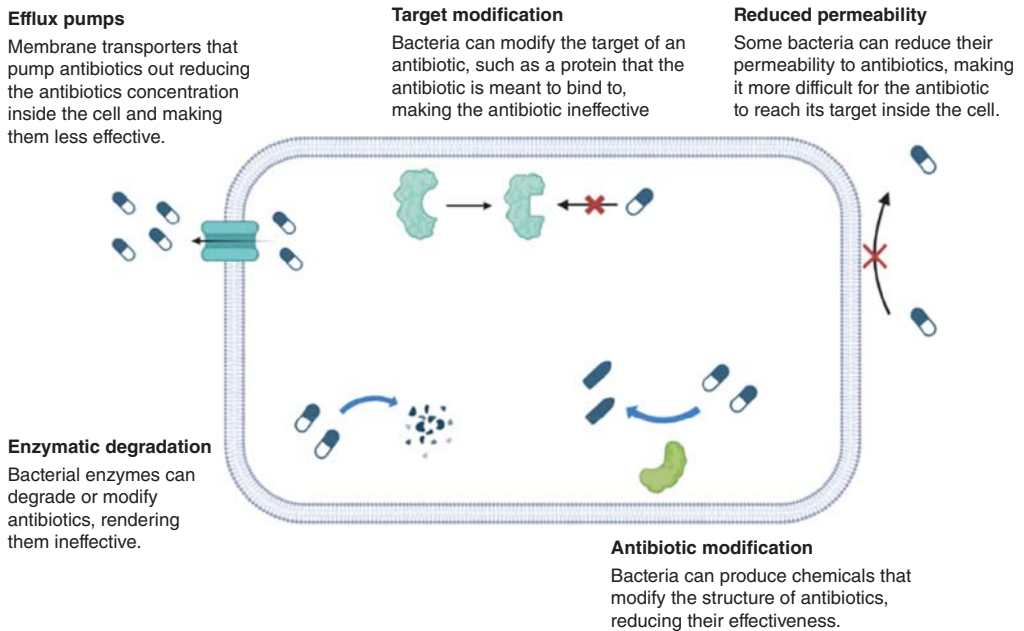 Efflux pumps
Membrane transporters that
pump antibiotics out reducing
the antibiotics concentration
inside the cell and making
them less effective.
Target modification
Bacteria can modify the target of an
antibiotic, such as a protein that the
antibiotic is meant to bind to,
making the antibiotic ineffective
Reduced permeability
Some bacteria can reduce their
permeability to antibiotics, making
it more difficult for the antibiotic
to reach its target inside the cell.
Enzymatic degradation
Bacterial enzymes can
degrade or modify
antibiotics, rendering
them ineffective.
Antibiotic modification
Bacteria can produce chemicals that
modify the structure of antibiotics,
reducing their effectiveness.